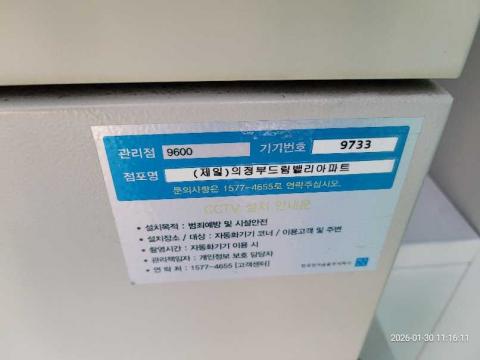 관리점 9600 기기번호 9733
점포명 (제일)의정부드림밸리아파트
문의사항은 1577-4655로 연락주십시오.
CCTV 설치 안내문
• 설치목적 : 범죄예방 및 시설안전
• 설치장소 / 대상 : 자동화기기 코너 / 이용고객 및 주변
• 촬영시간 : 자동화기기 이용 시
• 관리책임자 : 개인정보 보호 담당자
• 연 락 처 : 1577-4655 [고객센터]
2026-01-30 11:16:11